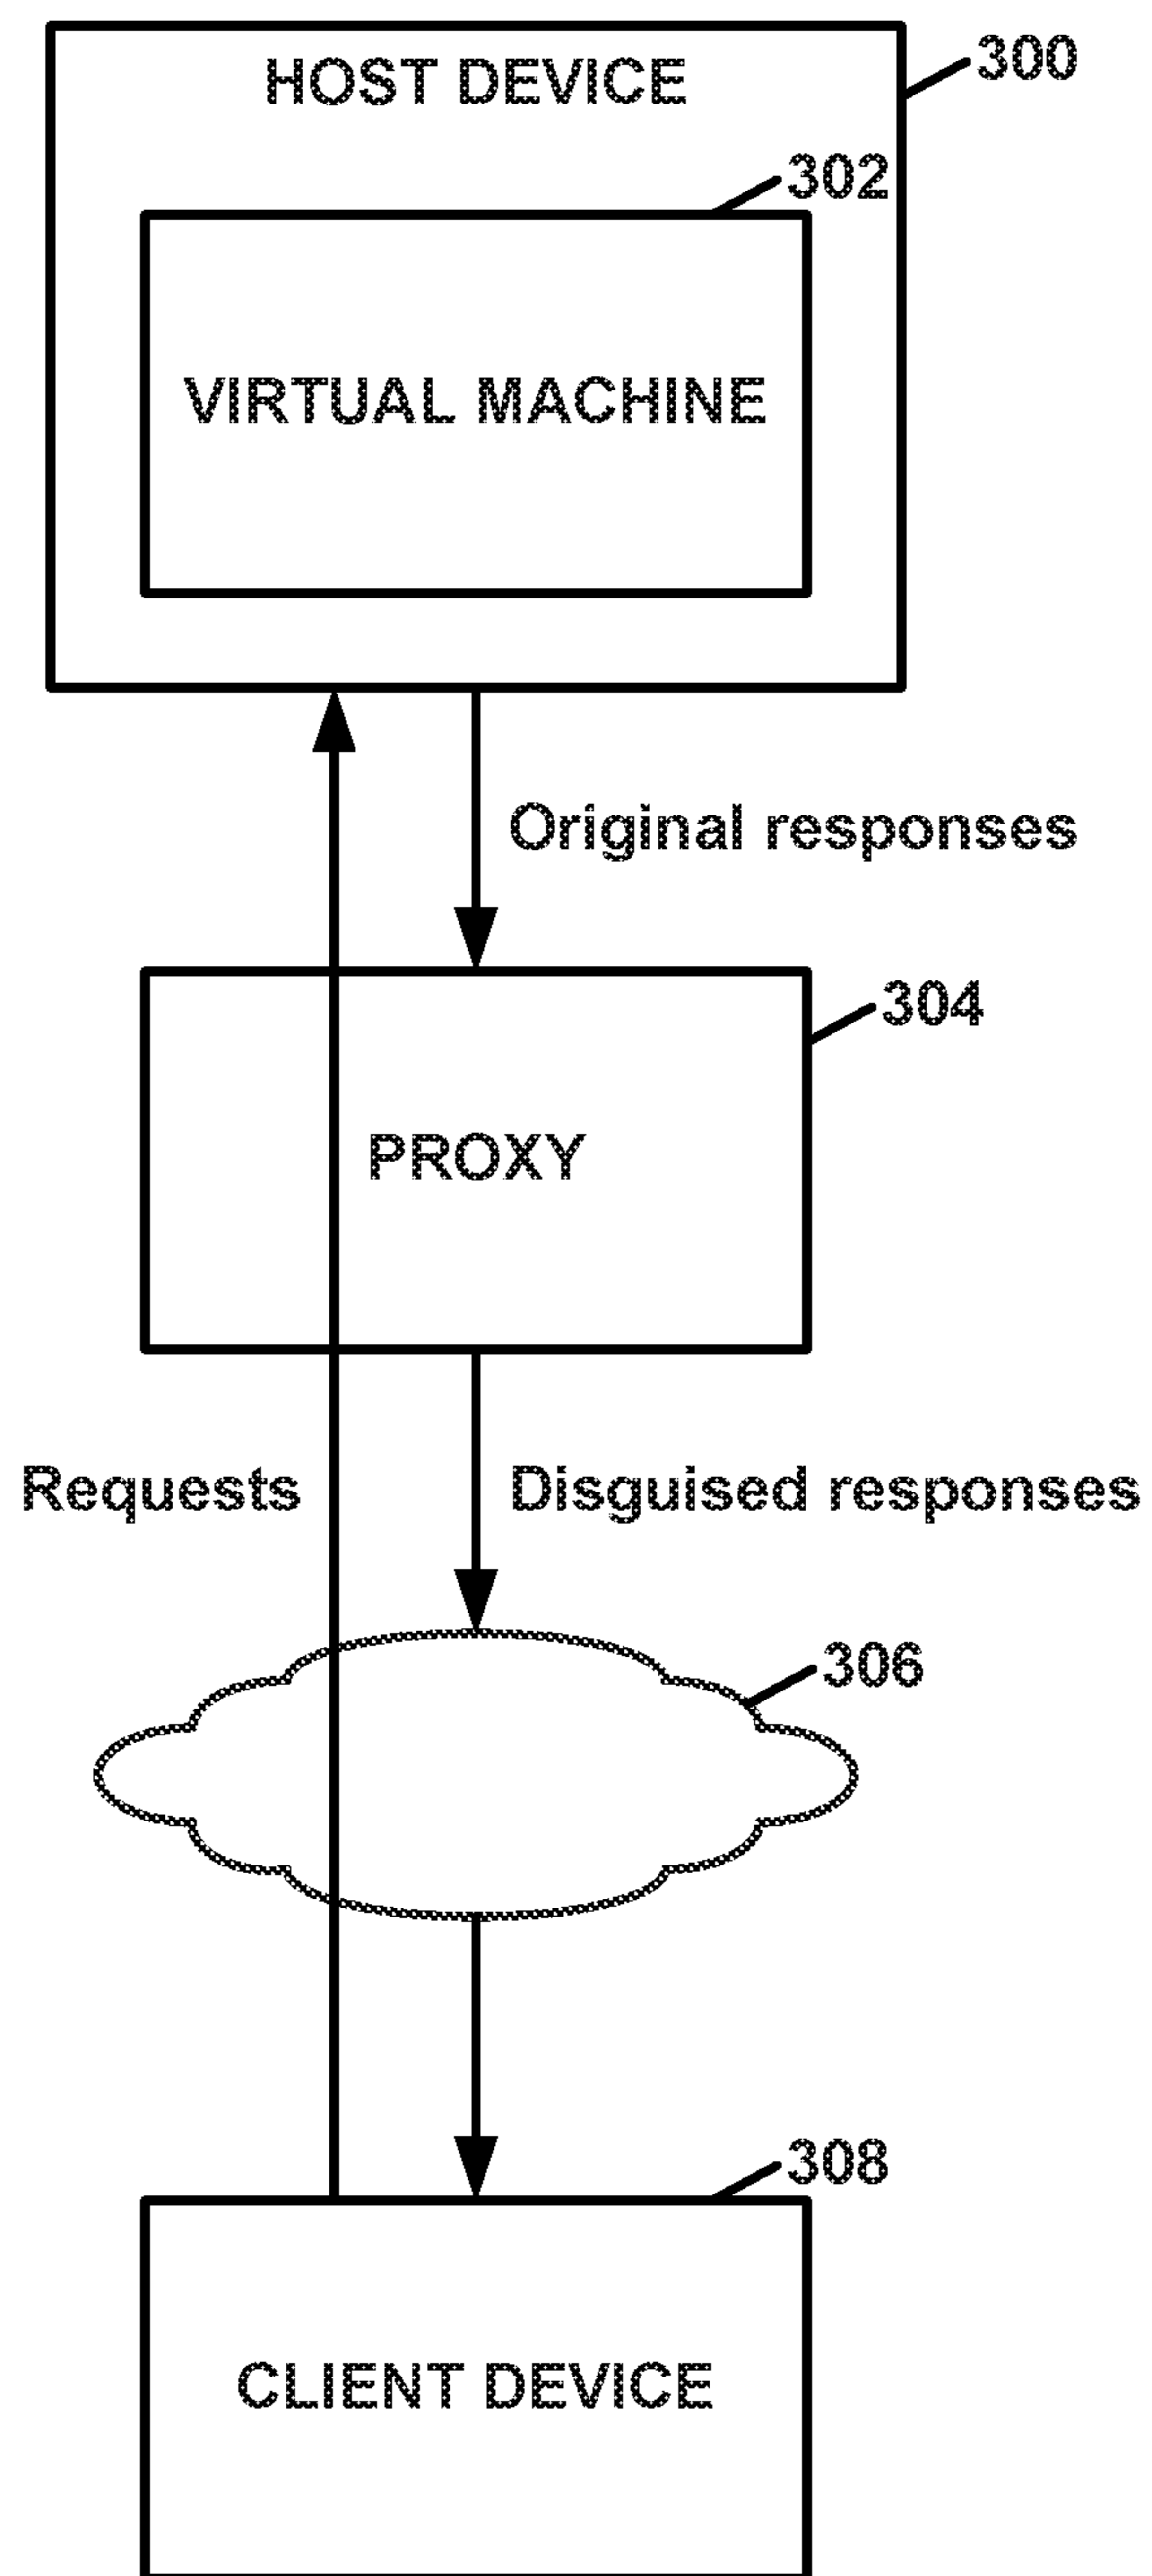 HOST DEVICE
300
302
VIRTUAL MACHINE
Original responses
304
PROXY
Requests
Disguised responses
306
308
CLIENT DEVICE